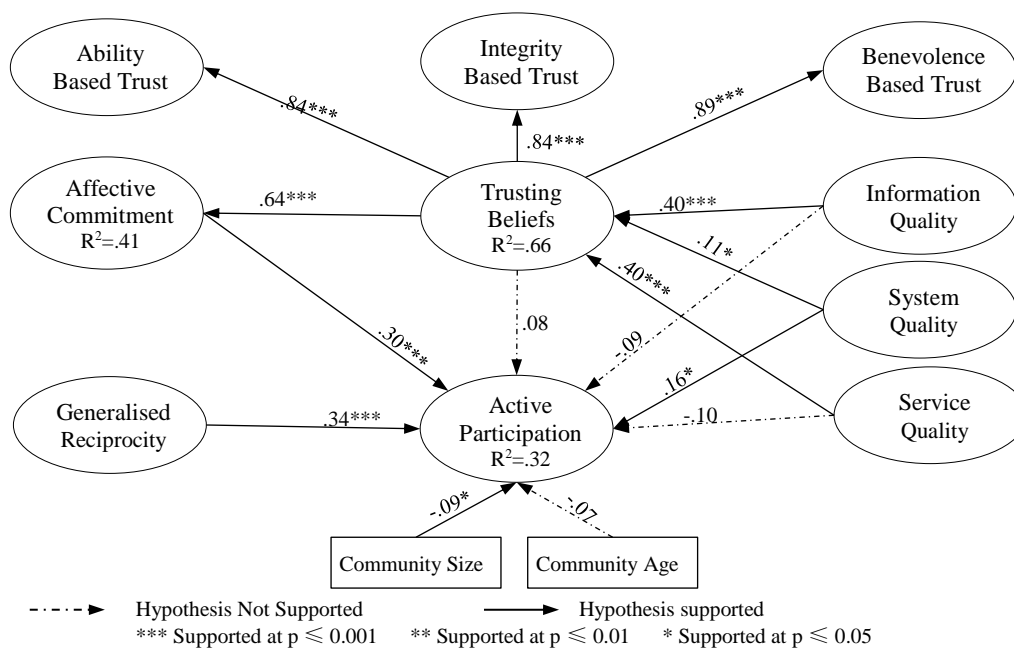 Ability
Based Trust
Integrity
Based Trust
Benevolence
Based Trust
.84***
.84***
.89***
Affective
Commitment
R²=.41
.64***
Trusting
Beliefs
R²=.66
.40***
Information
Quality
.11*
.40***
System
Quality
.08
-.09
.30***
.16*
Generalised
Reciprocity
.34***
Active
Participation
R²=.32
-.10
Service
Quality
-.09*
-.07
Community Size
Community Age
Hypothesis Not Supported
Hypothesis supported
*** Supported at p ≤ 0.001
** Supported at p ≤ 0.01
* Supported at p ≤ 0.05